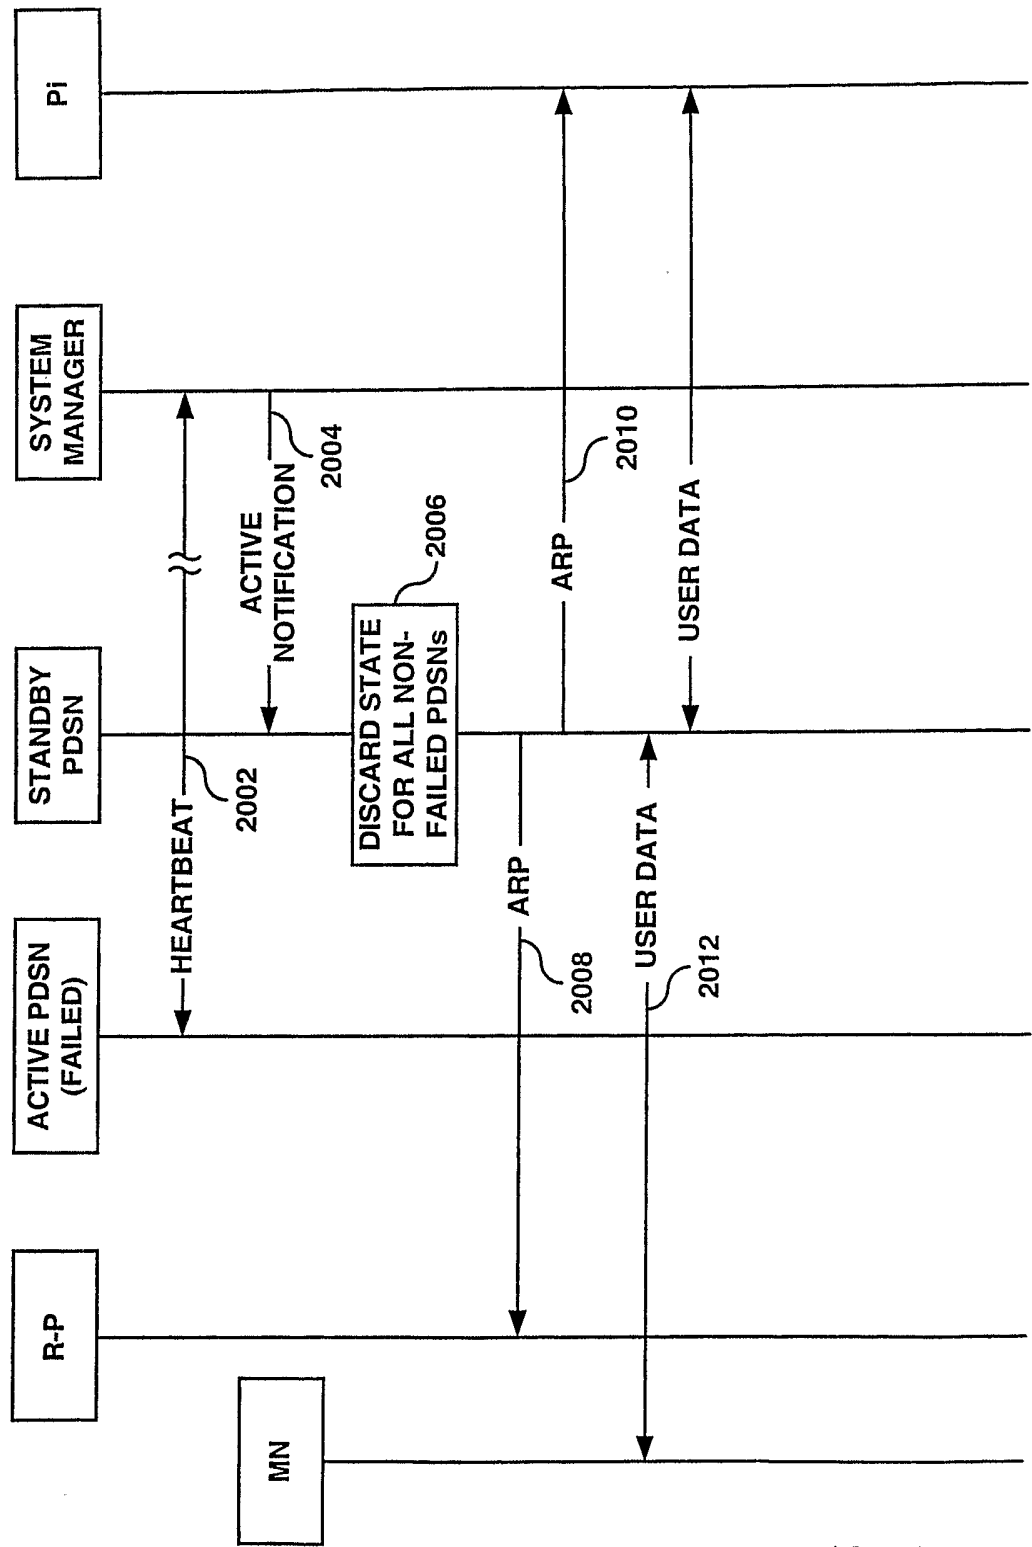 MN
R-P
ACTIVE PDSN
(FAILED)
STANDBY
PDSN
SYSTEM
MANAGER
Pi
HEARTBEAT
2002
ACTIVE
NOTIFICATION
2004
DISCARD STATE
FOR ALL NON-
FAILED PDSNs
2006
ARP
2008
ARP
2010
USER DATA
2012
USER DATA